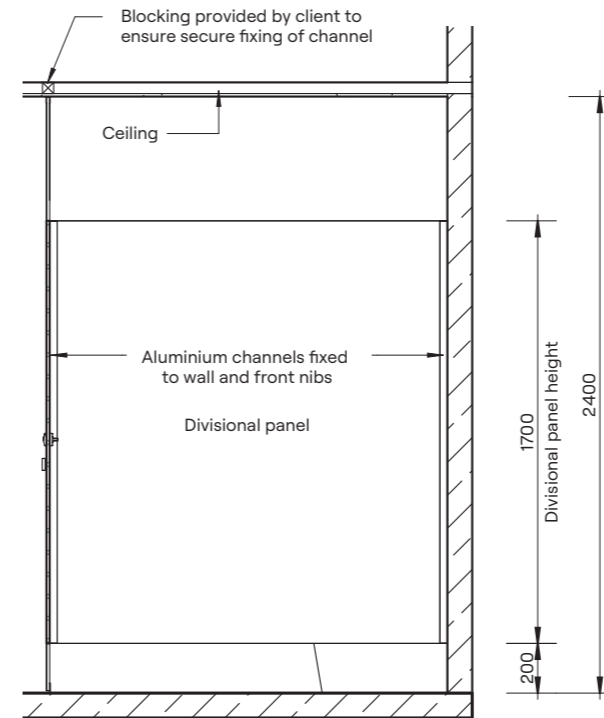 Blocking provided by client to
ensure secure fixing of channel
Ceiling
Aluminium channels fixed
to wall and front nibs
Divisional panel
1700
Divisional panel height
2400
200